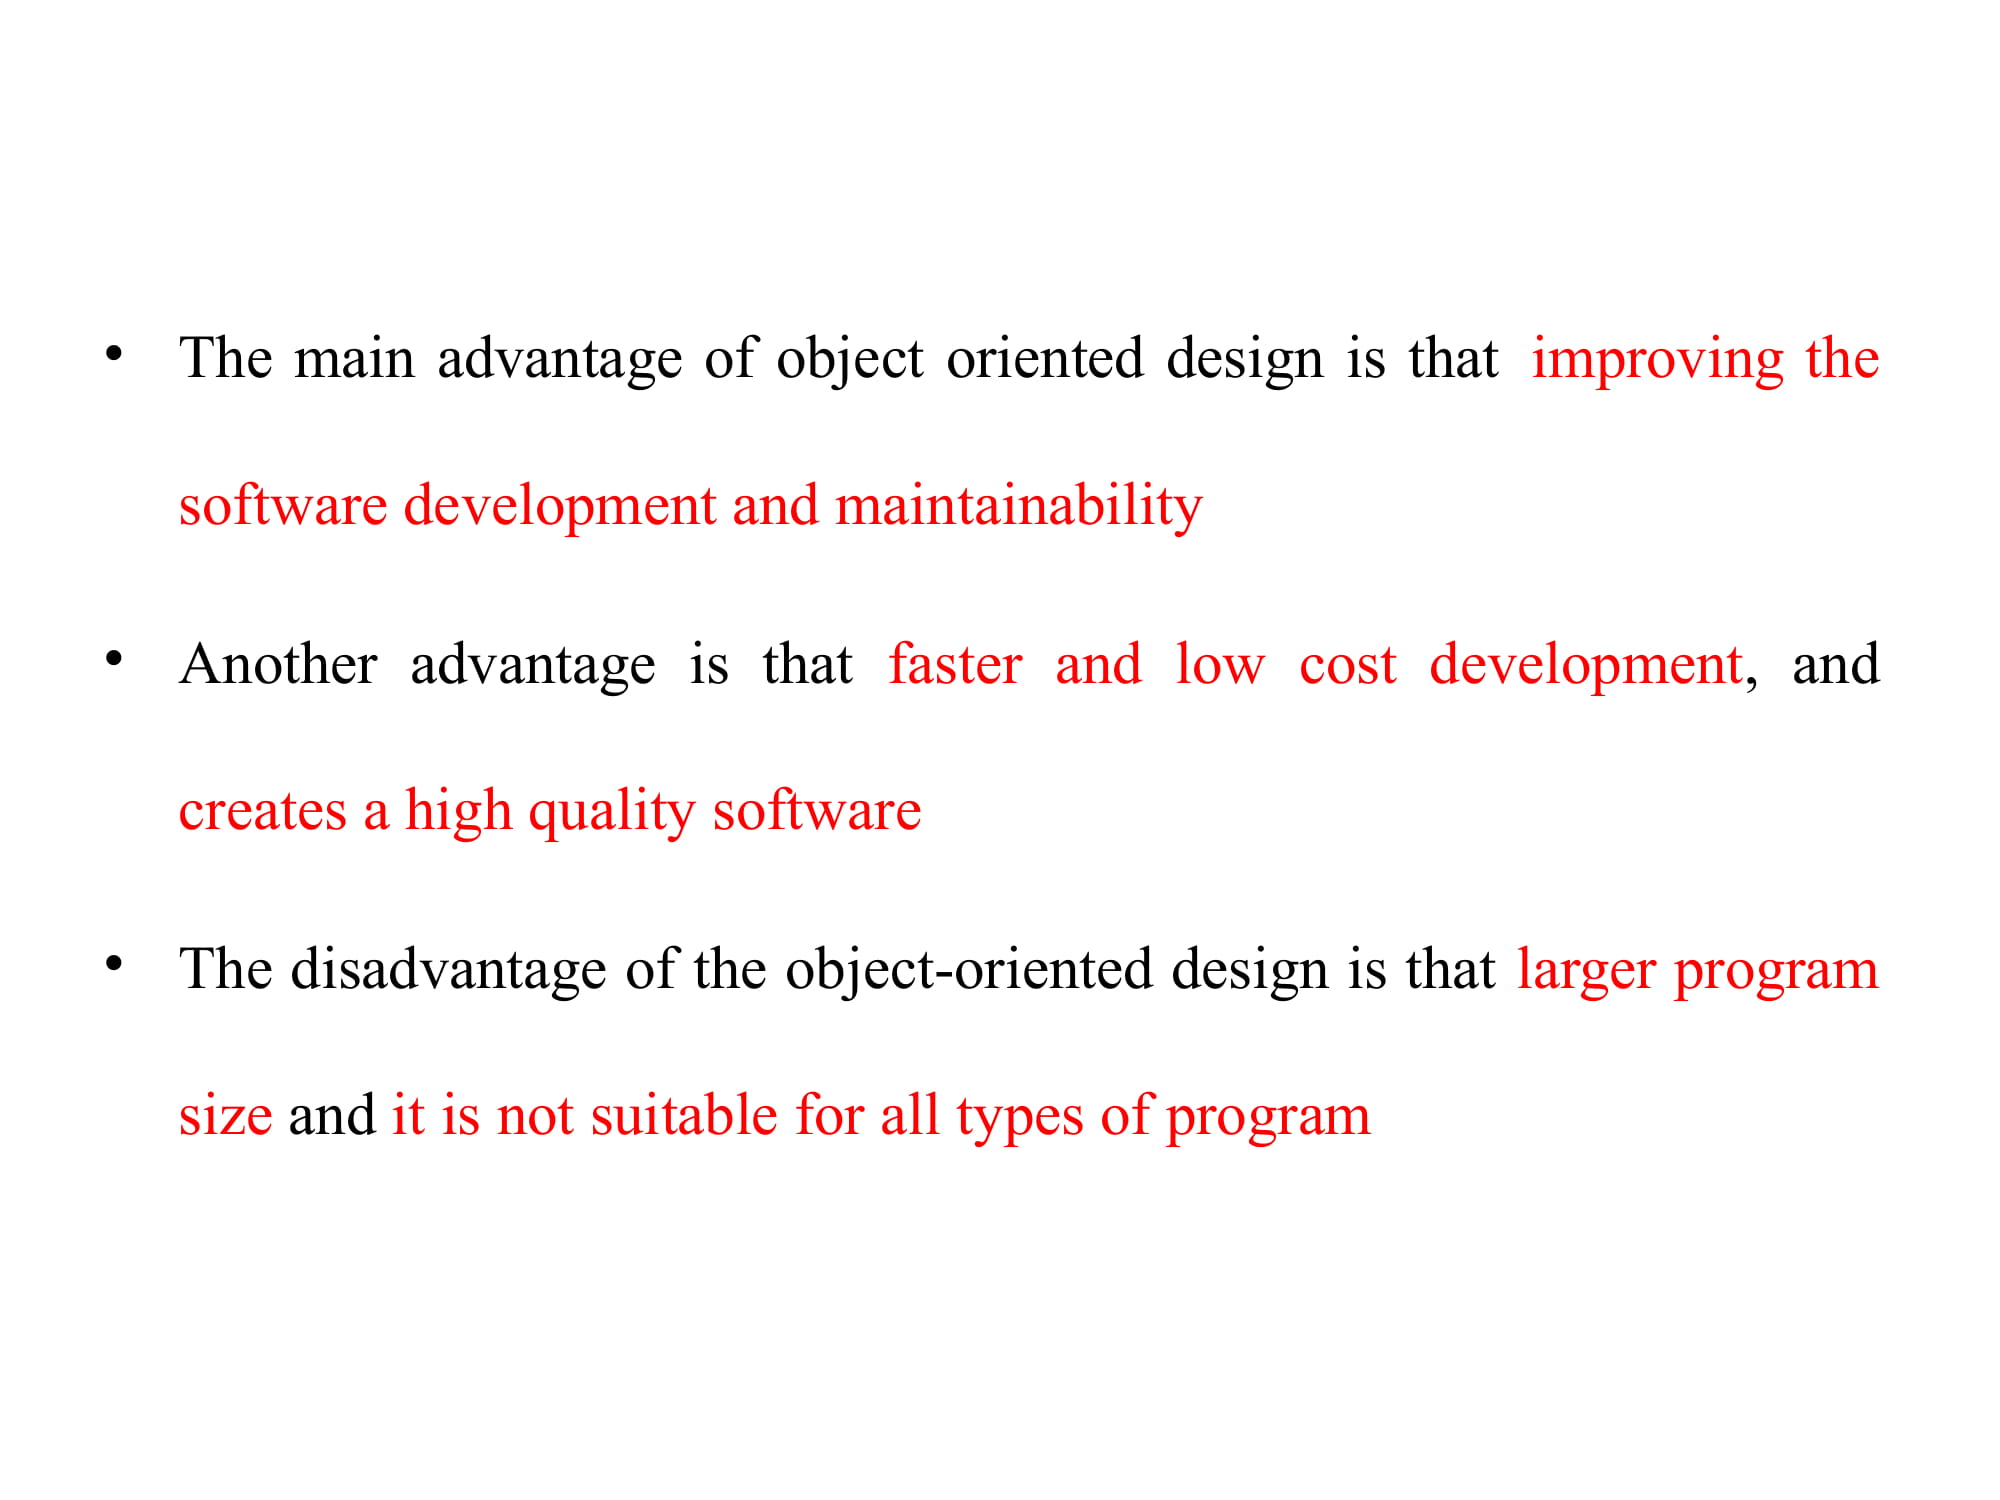 • The main advantage of object oriented design is that improving the
software development and maintainability
• Another advantage is that faster and low cost development, and
creates a high quality software
• The disadvantage of the object-oriented design is that larger program
size and it is not suitable for all types of program